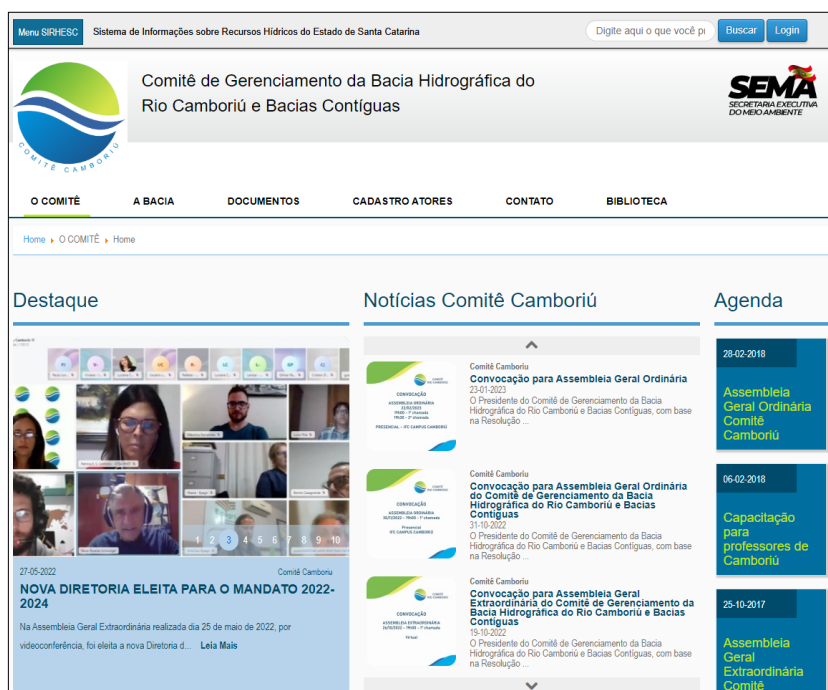 Menu SIRHESC
Sistema de Informações sobre Recursos Hídricos do Estado de Santa Catarina
Digite aqui o que você pr
Buscar
Login
Comitê de Gerenciamento da Bacia Hidrográfica do
Rio Camboriú e Bacias Contíguas
COMITÊ CAMBORIÚ
SEMA
SECRETARIA EXECUTIVA
DO MEIO AMBIENTE
O COMITÊ
A BACIA
DOCUMENTOS
CADASTRO ATORES
CONTATO
BIBLIOTECA
Home
O COMITÊ
Home
Destaque
1 2 3 4 5 6 7 8 9 10
27-05-2022
Comitê Camboriu
NOVA DIRETORIA ELEITA PARA O MANDATO 2022-
2024
Na Assembleia Geral Extraordinária realizada dia 25 de maio de 2022, por
videoconferência, foi eleita a nova Diretoria d... Leia Mais
Notícias Comitê Camboriú
CONVOCAÇÃO
ASSEMBLEIA ORDINÁRIA
PRESENCIAL - IFC CAMPUS CAMBORIÚ
Comitê Camboriu
Convocação para Assembleia Geral Ordinária
23-01-2023
O Presidente do Comitê de Gerenciamento da Bacia
Hidrográfica do Rio Camboriú e Bacias Contíguas, com base
na Resolução ...
CONVOCAÇÃO
ASSEMBLEIA ORDINÁRIA
Presencial
IFC CAMPUS CAMBORIÚ
Comitê Camboriu
Convocação para Assembleia Geral Ordinária
do Comitê de Gerenciamento da Bacia
Hidrográfica do Rio Camboriú e Bacias
Contíguas
31-10-2022
O Presidente do Comitê de Gerenciamento da Bacia
Hidrográfica do Rio Camboriú e Bacias Contíguas, com base
na Resolução ...
CONVOCAÇÃO
ASSEMBLEIA EXTRAORDINÁRIA
Virtual
Comitê Camboriu
Convocação para Assembleia Geral
Extraordinária do Comitê de Gerenciamento da
Bacia Hidrográfica do Rio Camboriú e Bacias
Contíguas
19-10-2022
O Presidente do Comitê de Gerenciamento da Bacia
Hidrográfica do Rio Camboriú e Bacias Contíguas, com base
na Resolução ...
Agenda
28-02-2018
Assembleia
Geral Ordinária
Comitê
Camboriú
06-02-2018
Capacitação
para
professores de
Camboriú
25-10-2017
Assembleia
Geral
Extraordinária
Comitê